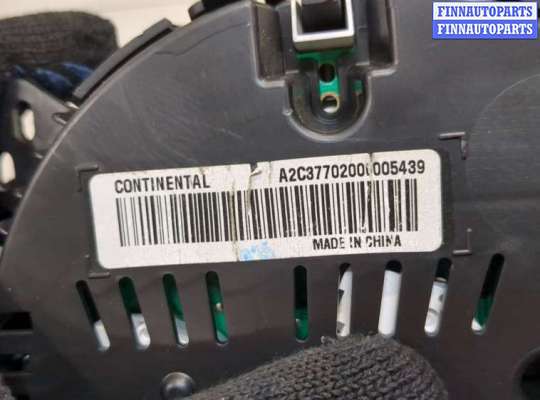 FINNAUTOPARTS
FINNAUTOPARTS
CONTINENTAL A2C37702000005439
MADE IN CHINA